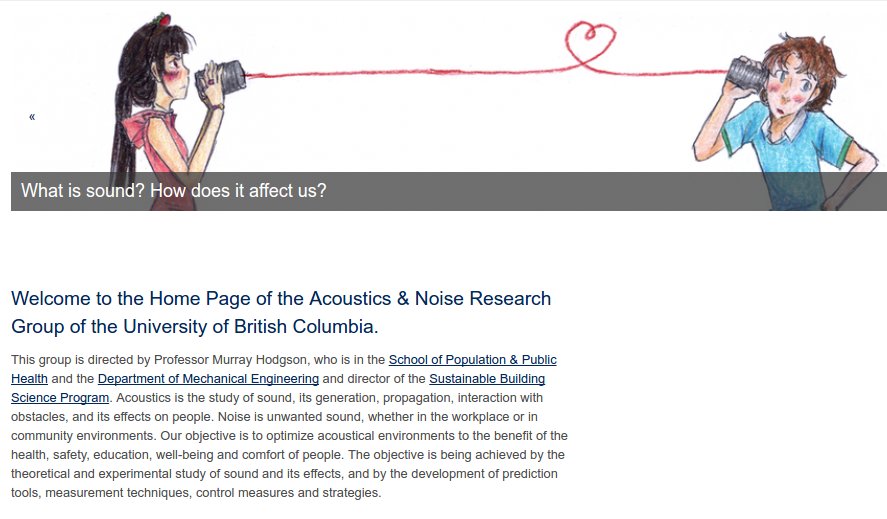 «
What is sound? How does it affect us?
Welcome to the Home Page of the Acoustics & Noise Research
Group of the University of British Columbia.
This group is directed by Professor Murray Hodgson, who is in the School of Population & Public
Health and the Department of Mechanical Engineering and director of the Sustainable Building
Science Program. Acoustics is the study of sound, its generation, propagation, interaction with
obstacles, and its effects on people. Noise is unwanted sound, whether in the workplace or in
community environments. Our objective is to optimize acoustical environments to the benefit of the
health, safety, education, well-being and comfort of people. The objective is being achieved by the
theoretical and experimental study of sound and its effects, and by the development of prediction
tools, measurement techniques, control measures and strategies.